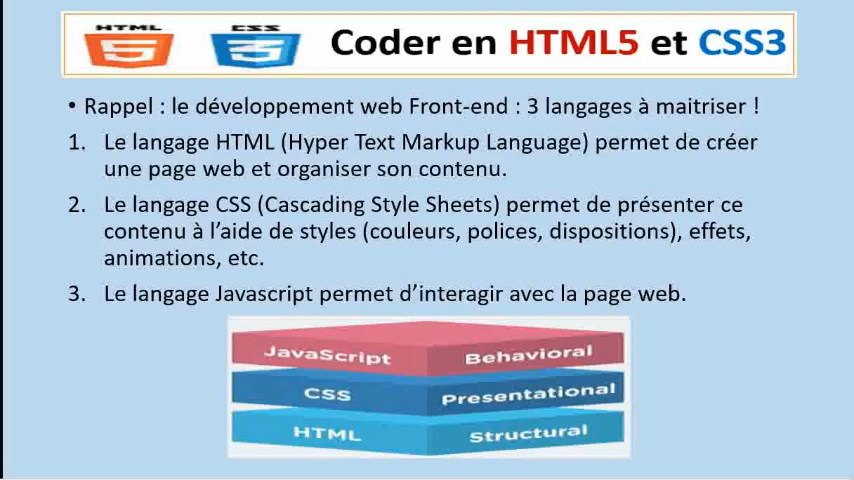 HTML CSS
5 3
Coder en HTML5 et CSS3
• Rappel : le développement web Front-end : 3 langages à maitriser !
1. Le langage HTML (Hyper Text Markup Language) permet de créer
une page web et organiser son contenu.
2. Le langage CSS (Cascading Style Sheets) permet de présenter ce
contenu à l’aide de styles (couleurs, polices, dispositions), effets,
animations, etc.
3. Le langage Javascript permet d’interagir avec la page web.
JavaScript Behavioral
CSS Presentational
HTML Structural